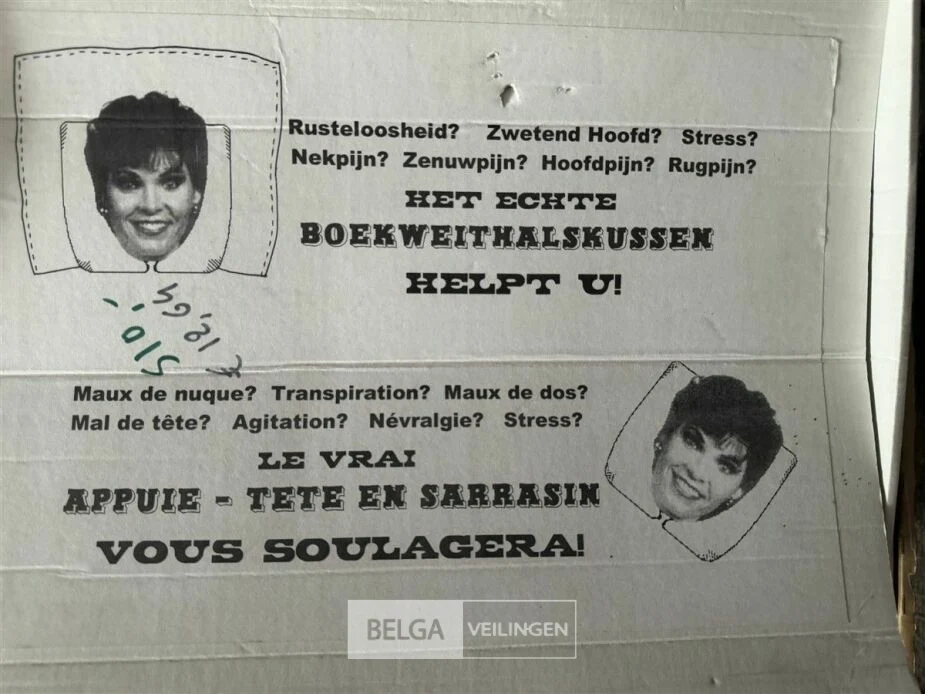 Rusteloosheid? Zwetend Hoofd? Stress?
Nekpijn? Zenuwpijn? Hoofdpijn? Rugpijn?
HET ECHTE
BOEKWEITHALSKUSSEN
HELPT U!
Maux de nuque? Transpiration? Maux de dos?
Mal de tête? Agitation? Névralgie? Stress?
LE VRAI
APPUIE - TETE EN SARRASIN
VOUS SOULAGERA!
BELGA VEILINGEN